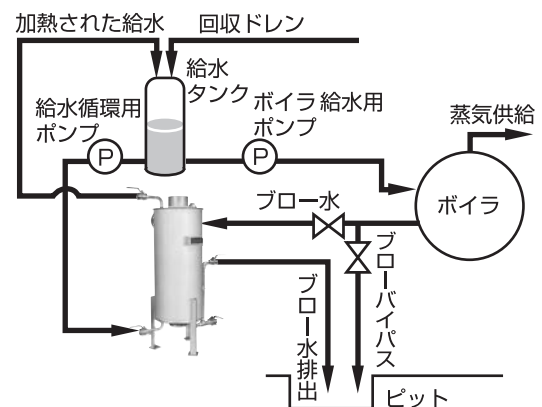 加熱された給水
回収ドレン
給水
タンク
給水循環用
ポンプ
ボイラ給水用
ポンプ
蒸気供給
P
P
ボイラ
ブロー水
ブローバイパス
ブロー水排出
ピット